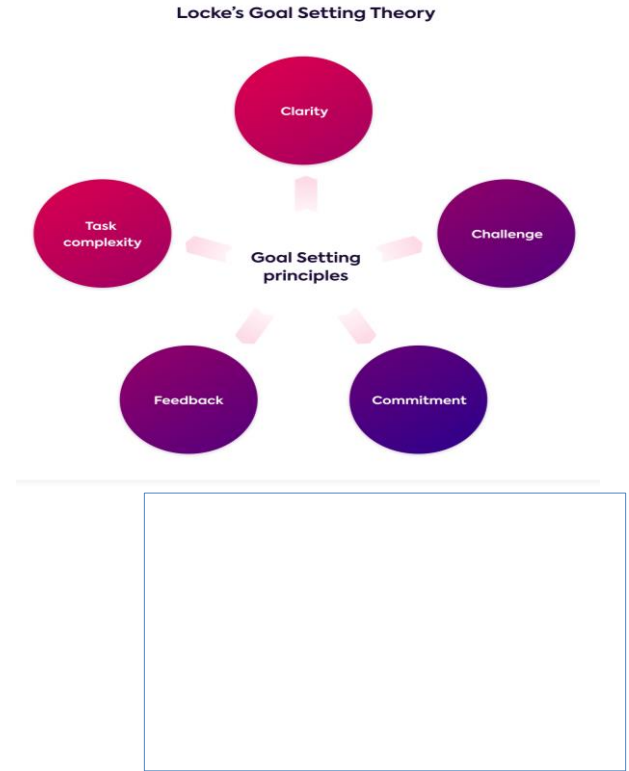 Locke's Goal Setting Theory
Clarity
Task
complexity
Challenge
Goal Setting
principles
Feedback
Commitment